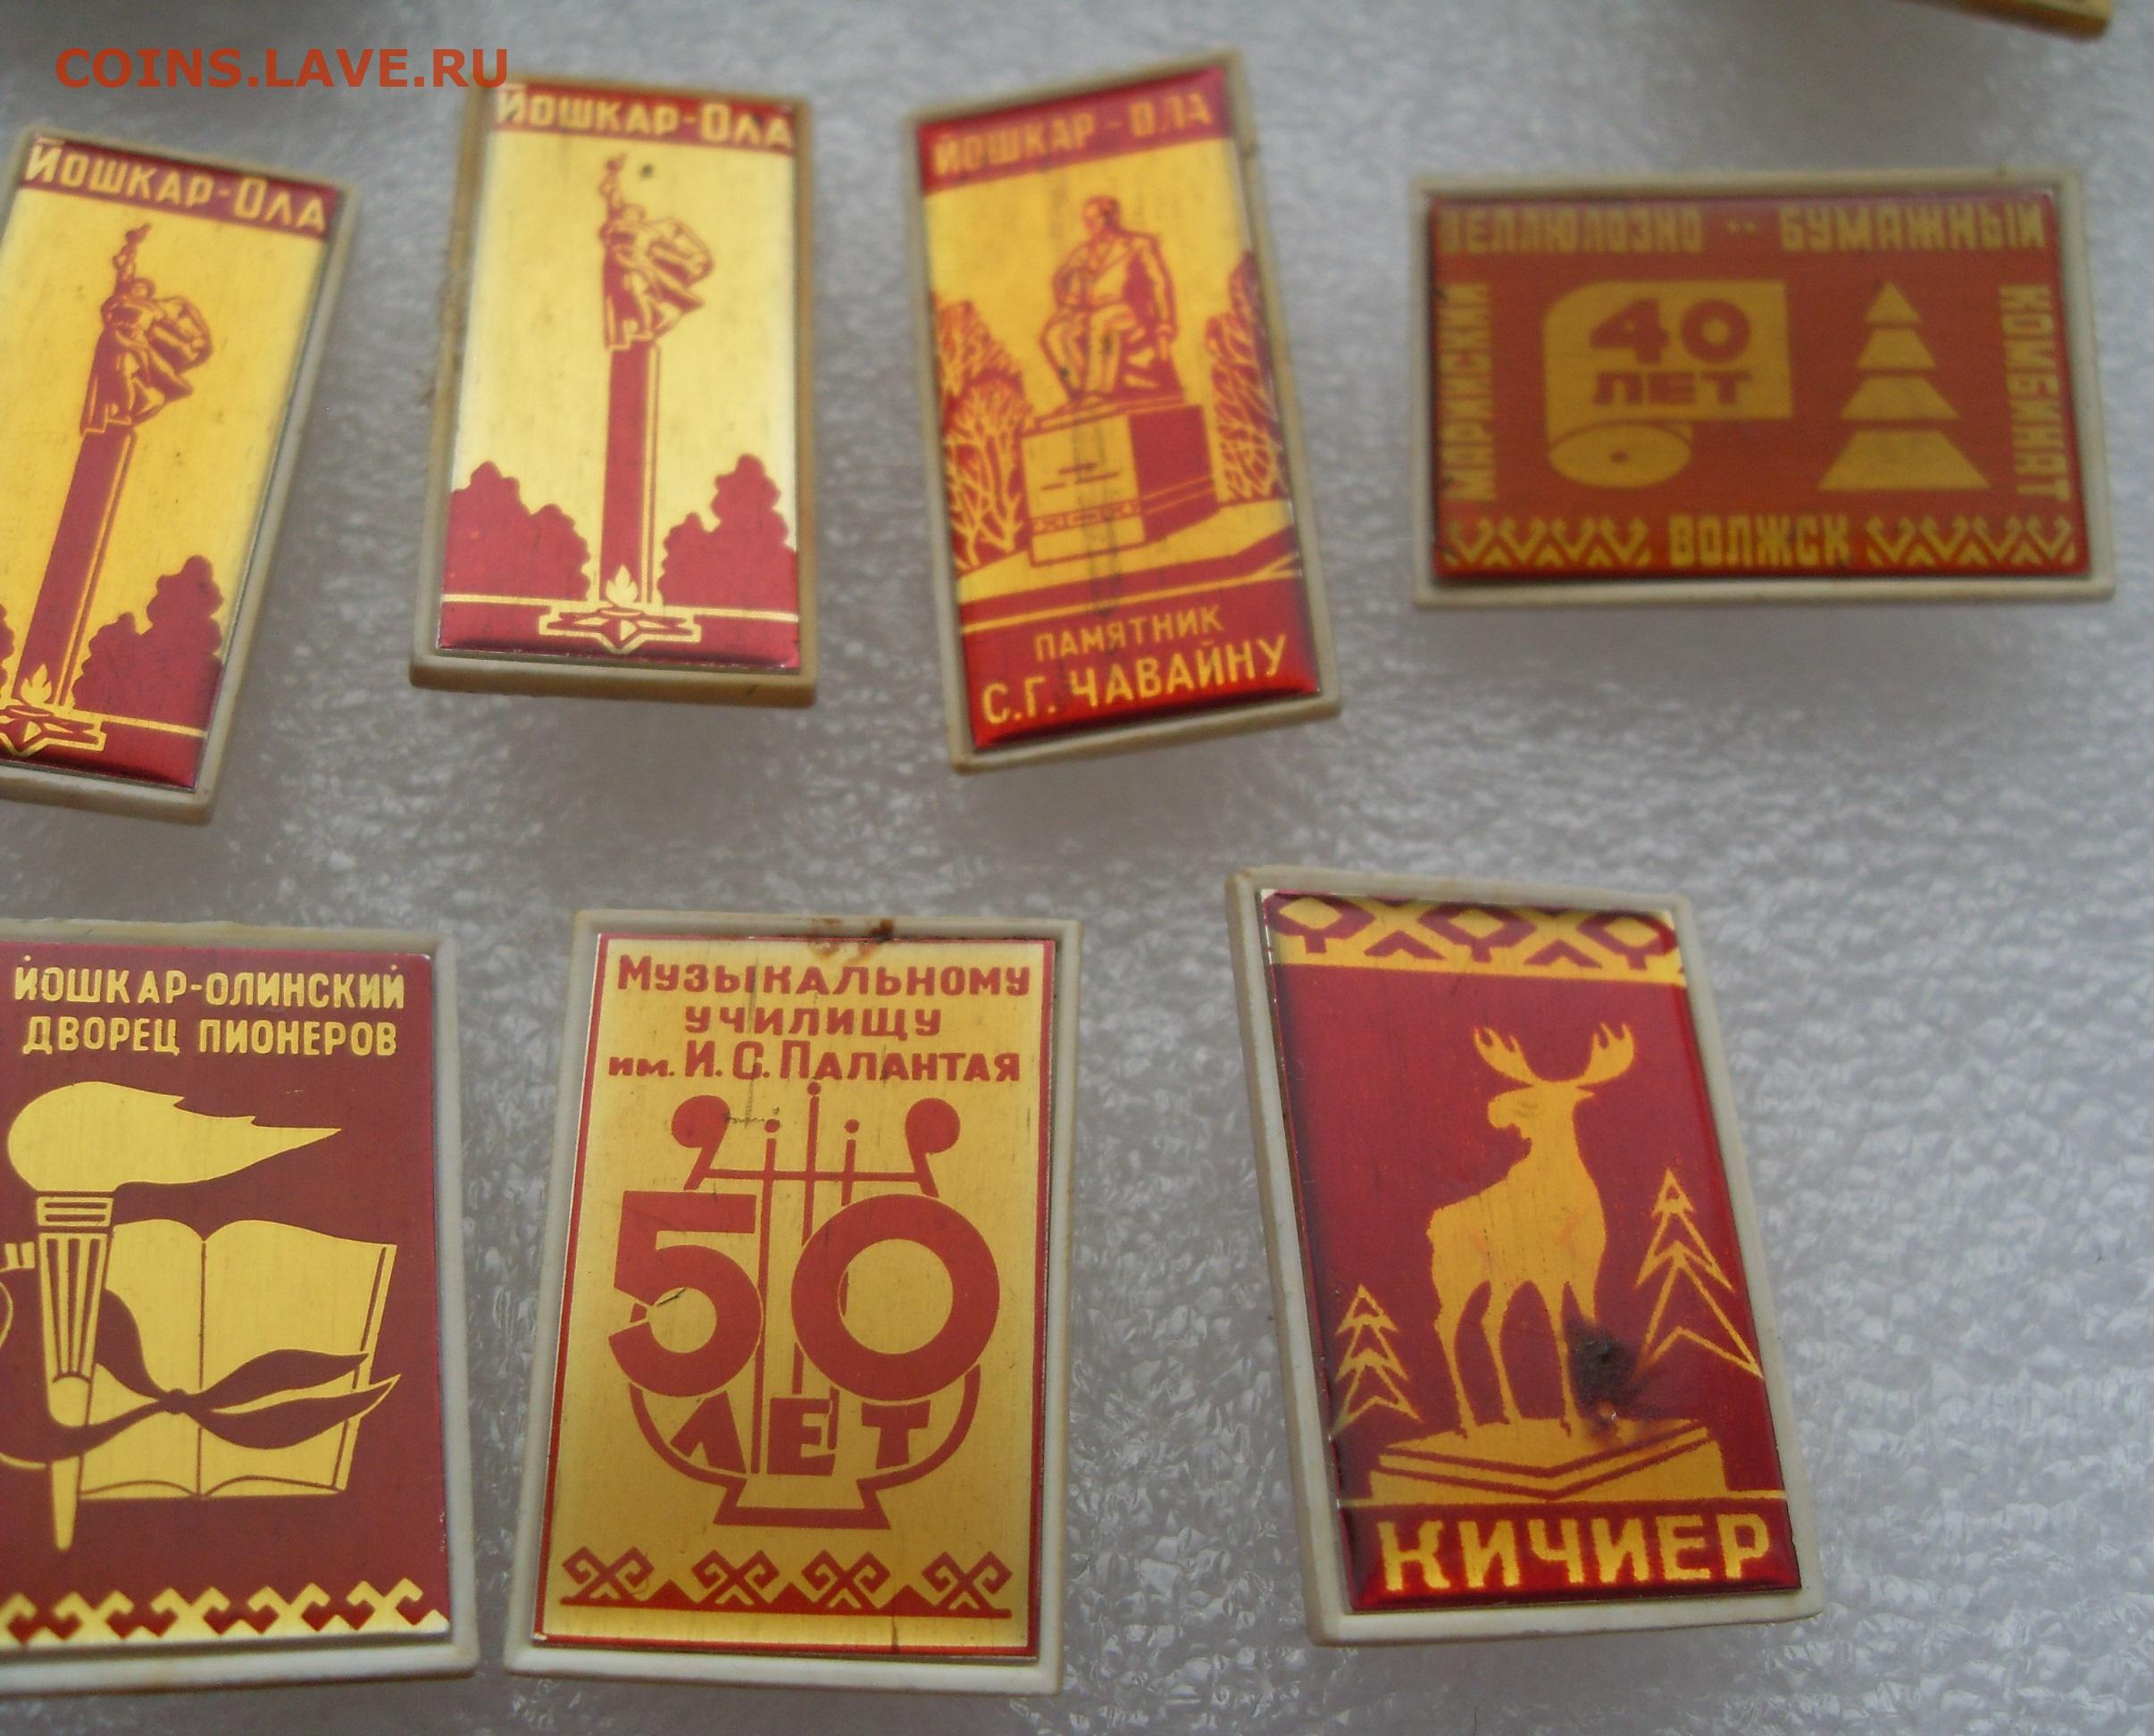 COINS.LAVE.RU
Йошкар-Ола
Йошкар-Ола
ЙОШКАР - ОЛА
ПАМЯТНИК
С.Г. ЧАВАЙНУ
МАРИЙСКИЙ
ЦЕЛЛЮЛОЗНО - БУМАЖНЫЙ
КОМБИНАТ
40
ЛЕТ
ВОЛЖСК
ЙОШКАР-ОЛИНСКИЙ
ДВОРЕЦ ПИОНЕРОВ
Музыкальному
училищу
им. И. С. Палантая
50
ЛЕТ
КИЧИЕР